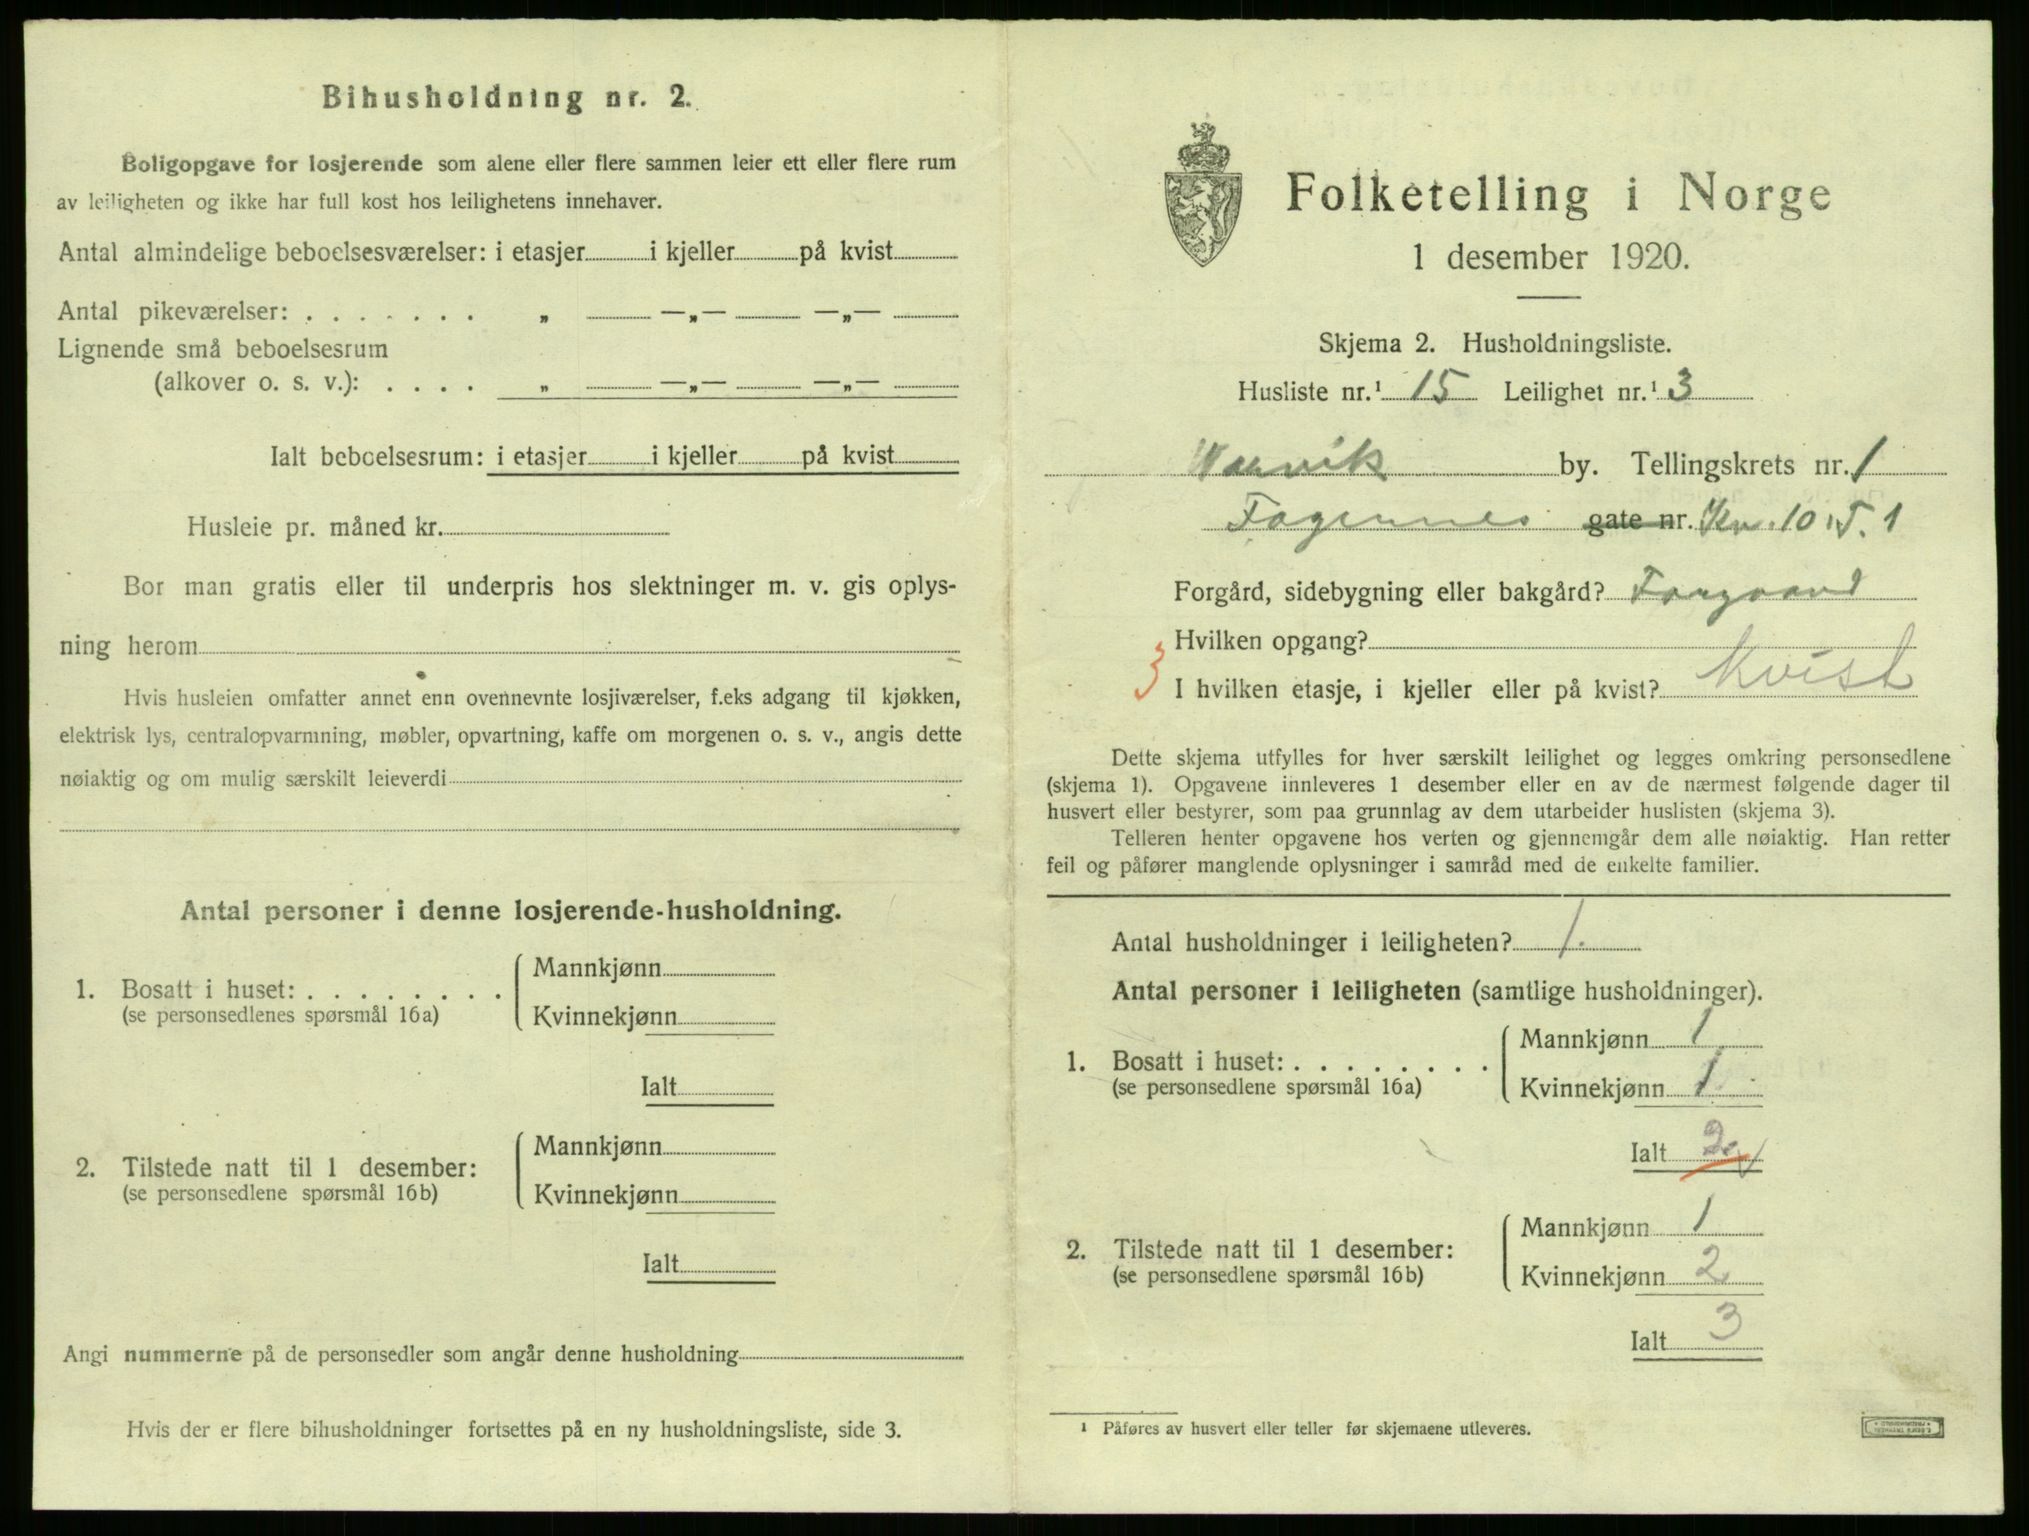 Bihusholdning nr. 2.
Boligopgave for losjerende som alene eller flere sammen leier ett eller flere rum
av leiligheten og ikke har full kost hos leilighetens innehaver.
Antal almindelige beboelsesværelser: i etasjer i kjeller på kvist
Antal pikeværelser: . . . . . . . „ —„— —„—
Lignende små beboelsesrum
(alkover o. s. v.): . . . . „ —„— —„—
Ialt beboelsesrum: i etasjer i kjeller på kvist
Husleie pr. måned kr.
Bor man gratis eller til underpris hos slektninger m. v. gis oplys-
ning herom
Hvis husleien omfatter annet enn ovennevnte losjiværelser, f.eks adgang til kjøkken,
elektrisk lys, centralopvarmning, møbler, opvartning, kaffe om morgenen o. s. v., angis dette
nøiaktig og om mulig særskilt leieverdi
Antal personer i denne losjerende-husholdning.
1. Bosatt i huset: . . . . . . . .
(se personsedlenes spørsmål 16a)
Mannkjønn
Kvinnekjønn
Ialt
2. Tilstede natt til 1 desember:
(se personsedlene spørsmål 16b)
Mannkjønn
Kvinnekjønn
Ialt
Angi nummerne på de personsedler som angår denne husholdning
Hvis der er flere bihusholdninger fortsettes på en ny husholdningsliste, side 3.
Folketelling i Norge
1 desember 1920.
Skjema 2. Husholdningsliste.
Husliste nr.¹ 15 Leilighet nr.¹ 3
Narvik by. Tellingskrets nr. 1
Fagernes gate nr. Kv. 10. T. 1
Forgård, sidebygning eller bakgård? Forgaard
Hvilken opgang?
3 I hvilken etasje, i kjeller eller på kvist? Kvist
Dette skjema utfylles for hver særskilt leilighet og legges omkring personsedlene
(skjema 1). Opgavene innleveres 1 desember eller en av de nærmest følgende dager til
husvert eller bestyrer, som paa grunnlag av dem utarbeider huslisten (skjema 3).
Telleren henter opgavene hos verten og gjennemgår dem alle nøiaktig. Han retter
feil og påfører manglende oplysninger i samråd med de enkelte familier.
Antal husholdninger i leiligheten? 1.
Antal personer i leiligheten (samtlige husholdninger).
1. Bosatt i huset: . . . . . . . .
(se personsedlene spørsmål 16a)
Mannkjønn 1
Kvinnekjønn 1
Ialt 2
2. Tilstede natt til 1 desember:
(se personsedlene spørsmål 16b)
Mannkjønn 1
Kvinnekjønn 2
Ialt 3
¹ Påføres av husvert eller teller før skjemaene utleveres.